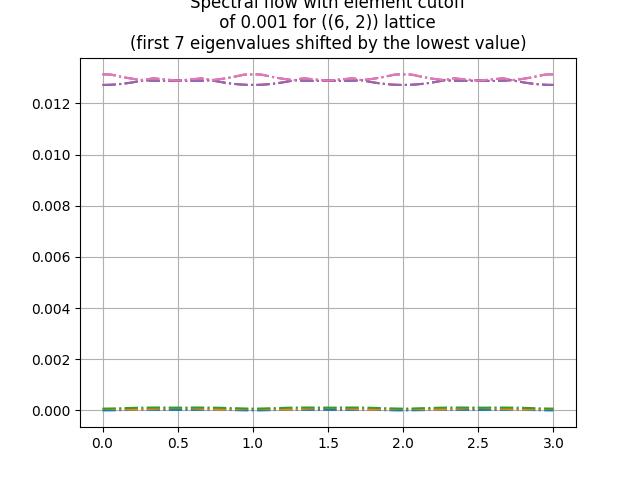 Spectral flow with element cutoff
of 0.001 for ((6, 2)) lattice
(first 7 eigenvalues shifted by the lowest value)
0.012
0.010
0.008
0.006
0.004
0.002
0.000
0.0 0.5 1.0 1.5 2.0 2.5 3.0